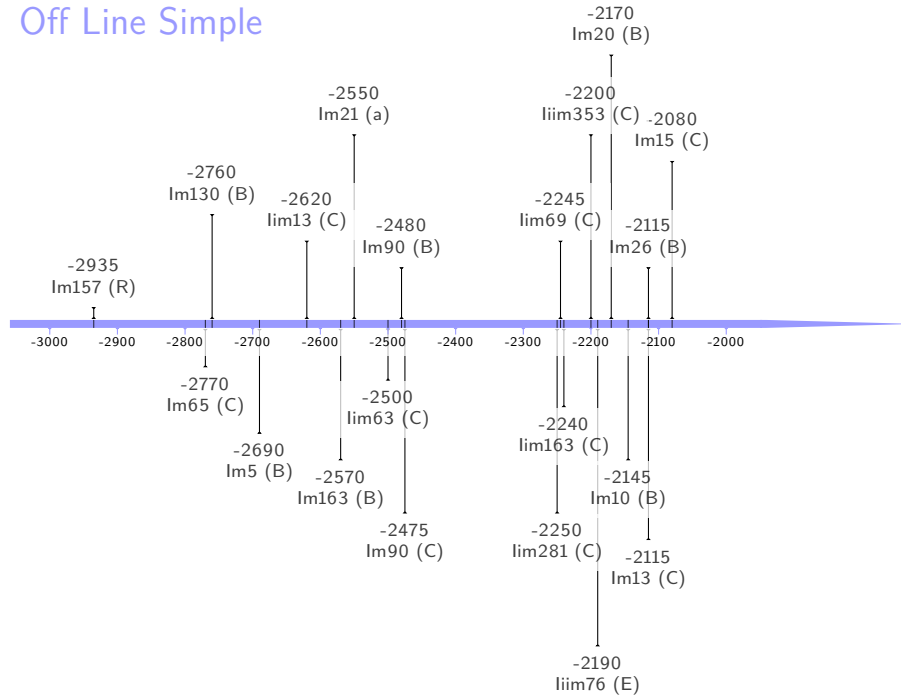 Off Line Simple
-2170
Im20 (B)
-2550
Im21 (a)
-2200
Iiim353 (C)
-2080
Im15 (C)
-2760
Im130 (B)
-2620
Iim13 (C)
-2245
Iim69 (C)
-2480
Im90 (B)
-2115
Im26 (B)
-2935
Im157 (R)
-3000 -2900 -2800 -2700 -2600 -2500 -2400 -2300 -2200 -2100 -2000
-2770
Im65 (C)
-2500
Iim63 (C)
-2240
Iim163 (C)
-2690
Im5 (B)
-2570
Im163 (B)
-2145
Im10 (B)
-2475
Im90 (C)
-2250
Iim281 (C)
-2115
Im13 (C)
-2190
Iiim76 (E)